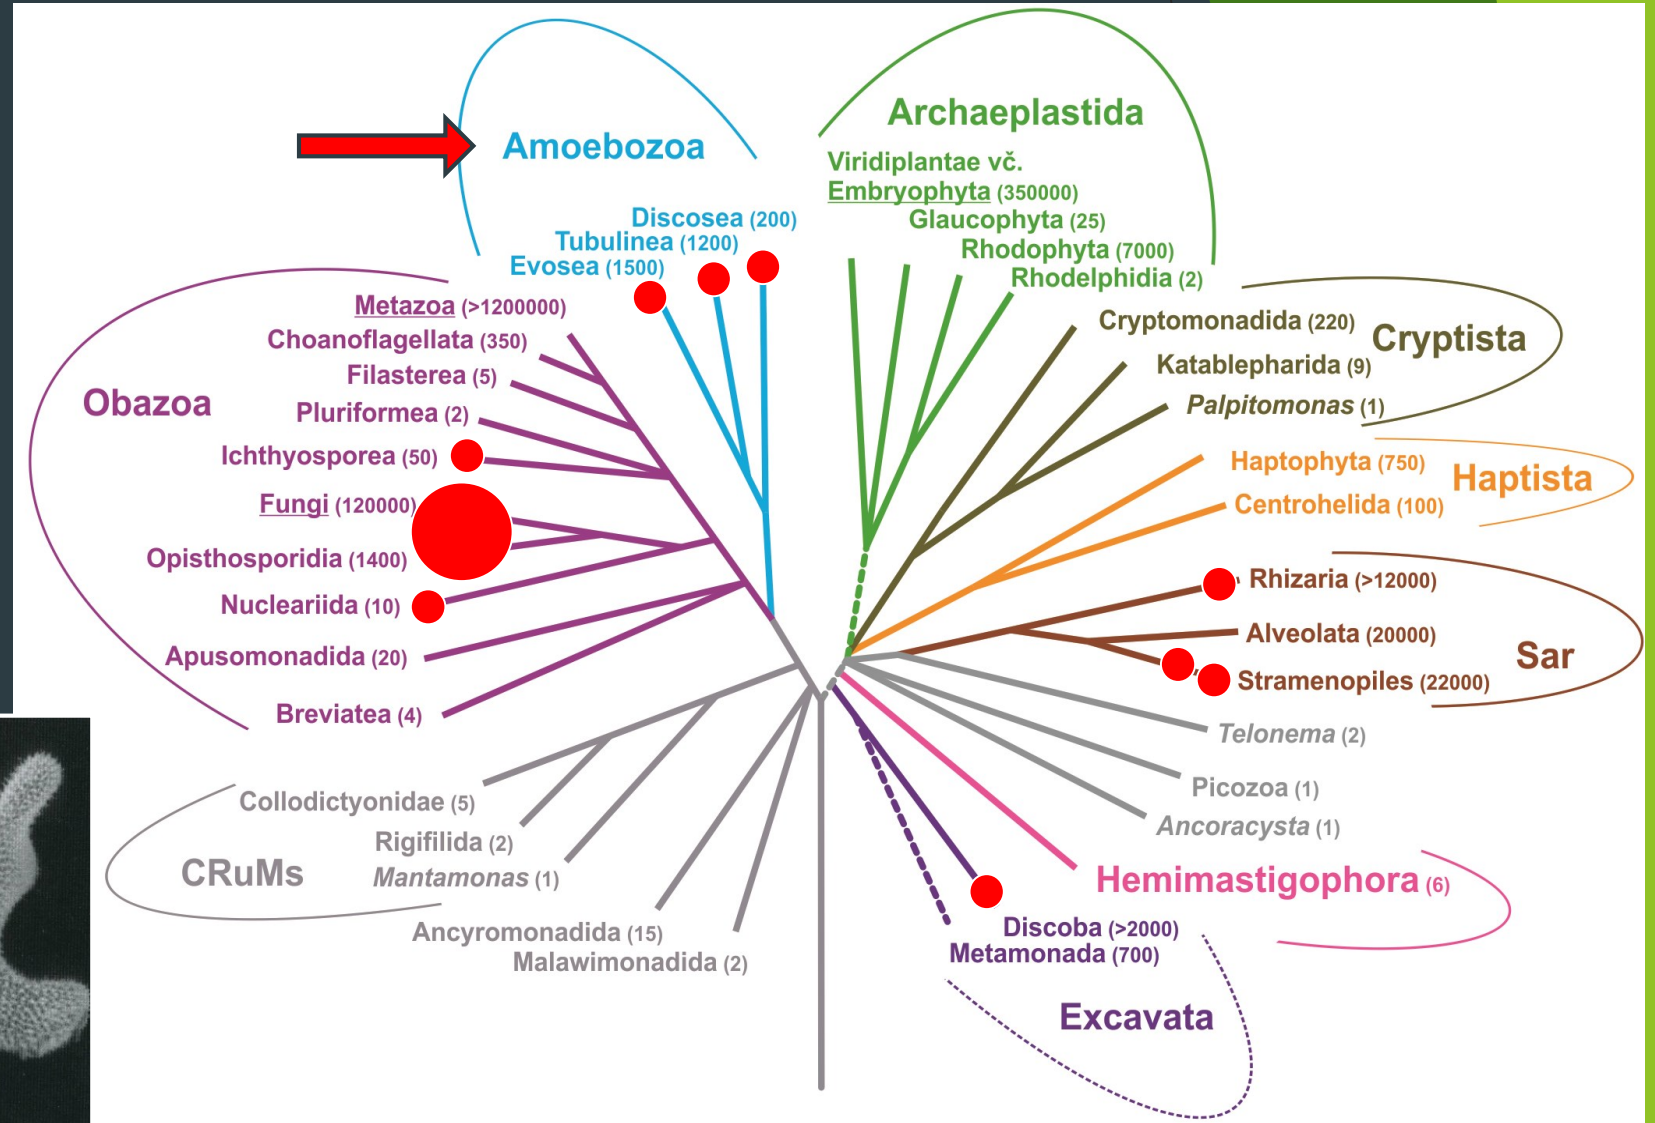 Amoebozoa
Discosea (200)
Tubulinea (1200)
Evosea (1500)
Archaeplastida
Viridiplantae vč.
Embryophyta (350000)
Glaucophyta (25)
Rhodophyta (7000)
Rhodelphidia (2)
Obazoa
Metazoa (>1200000)
Choanoflagellata (350)
Filasterea (5)
Pluriformea (2)
Ichthyosporea (50)
Fungi (120000)
Opisthosporidia (1400)
Nucleariida (10)
Apusomonadida (20)
Breviatea (4)
Cryptista
Cryptomonadida (220)
Katablepharida (9)
Palpitomonas (1)
Haptista
Haptophyta (750)
Centrohelida (100)
Sar
Rhizaria (>12000)
Alveolata (20000)
Stramenopiles (22000)
Telonema (2)
Picozoa (1)
Ancoracysta (1)
CRuMs
Collodictyonidae (5)
Rigifilida (2)
Mantamonas (1)
Ancyromonadida (15)
Malawimonadida (2)
Hemimastigophora (6)
Discoba (>2000)
Metamonada (700)
Excavata